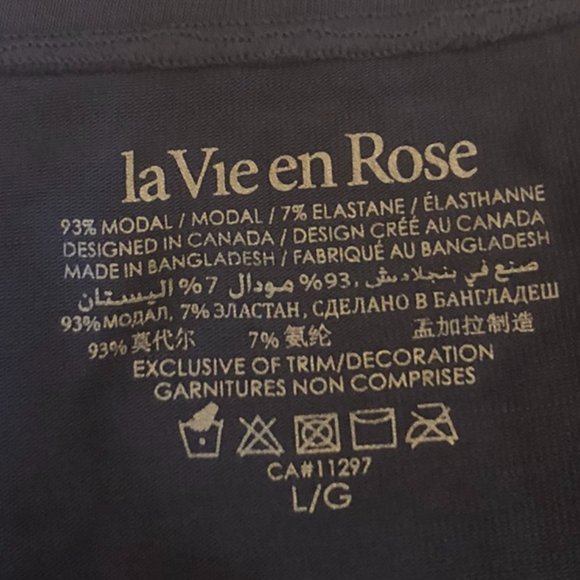 la Vie en Rose
93% MODAL / MODAL / 7% ELASTANE / ÉLASTHANNE
DESIGNED IN CANADA / DESIGN CRÉÉ AU CANADA
MADE IN BANGLADESH / FABRIQUÉ AU BANGLADESH
صنع في بنجلاديش .%93 مودال 7% اليستان
93% МОДАЛ, 7% ЭЛАСТАН, СДЕЛАНО В БАНГЛАДЕШ
93% 莫代尔 7% 氨纶 孟加拉制造
EXCLUSIVE OF TRIM/DECORATION
GARNITURES NON COMPRISES
CA#11297
L/G